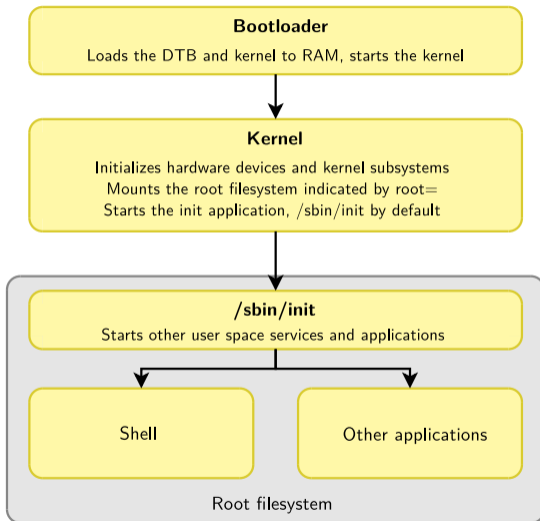 Bootloader
Loads the DTB and kernel to RAM, starts the kernel
Kernel
Initializes hardware devices and kernel subsystems
Mounts the root filesystem indicated by root=
Starts the init application, /sbin/init by default
/sbin/init
Starts other user space services and applications
Shell
Other applications
Root filesystem